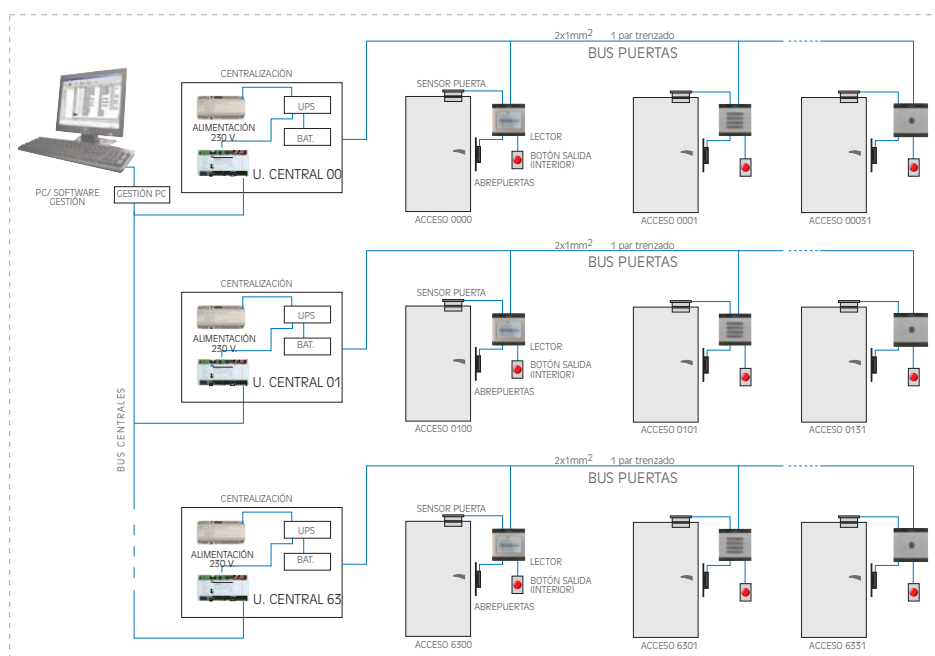 2x1mm² 1 par trenzado
BUS PUERTAS
CENTRALIZACIÓN
UPS
BAT.
ALIMENTACIÓN
230 V.
U. CENTRAL 00
SENSOR PUERTA
LECTOR
BOTÓN SALIDA
(INTERIOR)
ABREPUERTAS
PC/ SOFTWARE
GESTIÓN
GESTIÓN PC
ACCESO 0000
ACCESO 0001
ACCESO 00031
2x1mm² 1 par trenzado
BUS PUERTAS
CENTRALIZACIÓN
UPS
BAT.
ALIMENTACIÓN
230 V.
U. CENTRAL 01
SENSOR PUERTA
LECTOR
BOTÓN SALIDA
(INTERIOR)
ABREPUERTAS
ACCESO 0100
ACCESO 0101
ACCESO 0131
BUS CENTRALES
2x1mm² 1 par trenzado
BUS PUERTAS
CENTRALIZACIÓN
UPS
BAT.
ALIMENTACIÓN
230 V.
U. CENTRAL 63
SENSOR PUERTA
LECTOR
BOTÓN SALIDA
(INTERIOR)
ABREPUERTAS
ACCESO 6300
ACCESO 6301
ACCESO 6331